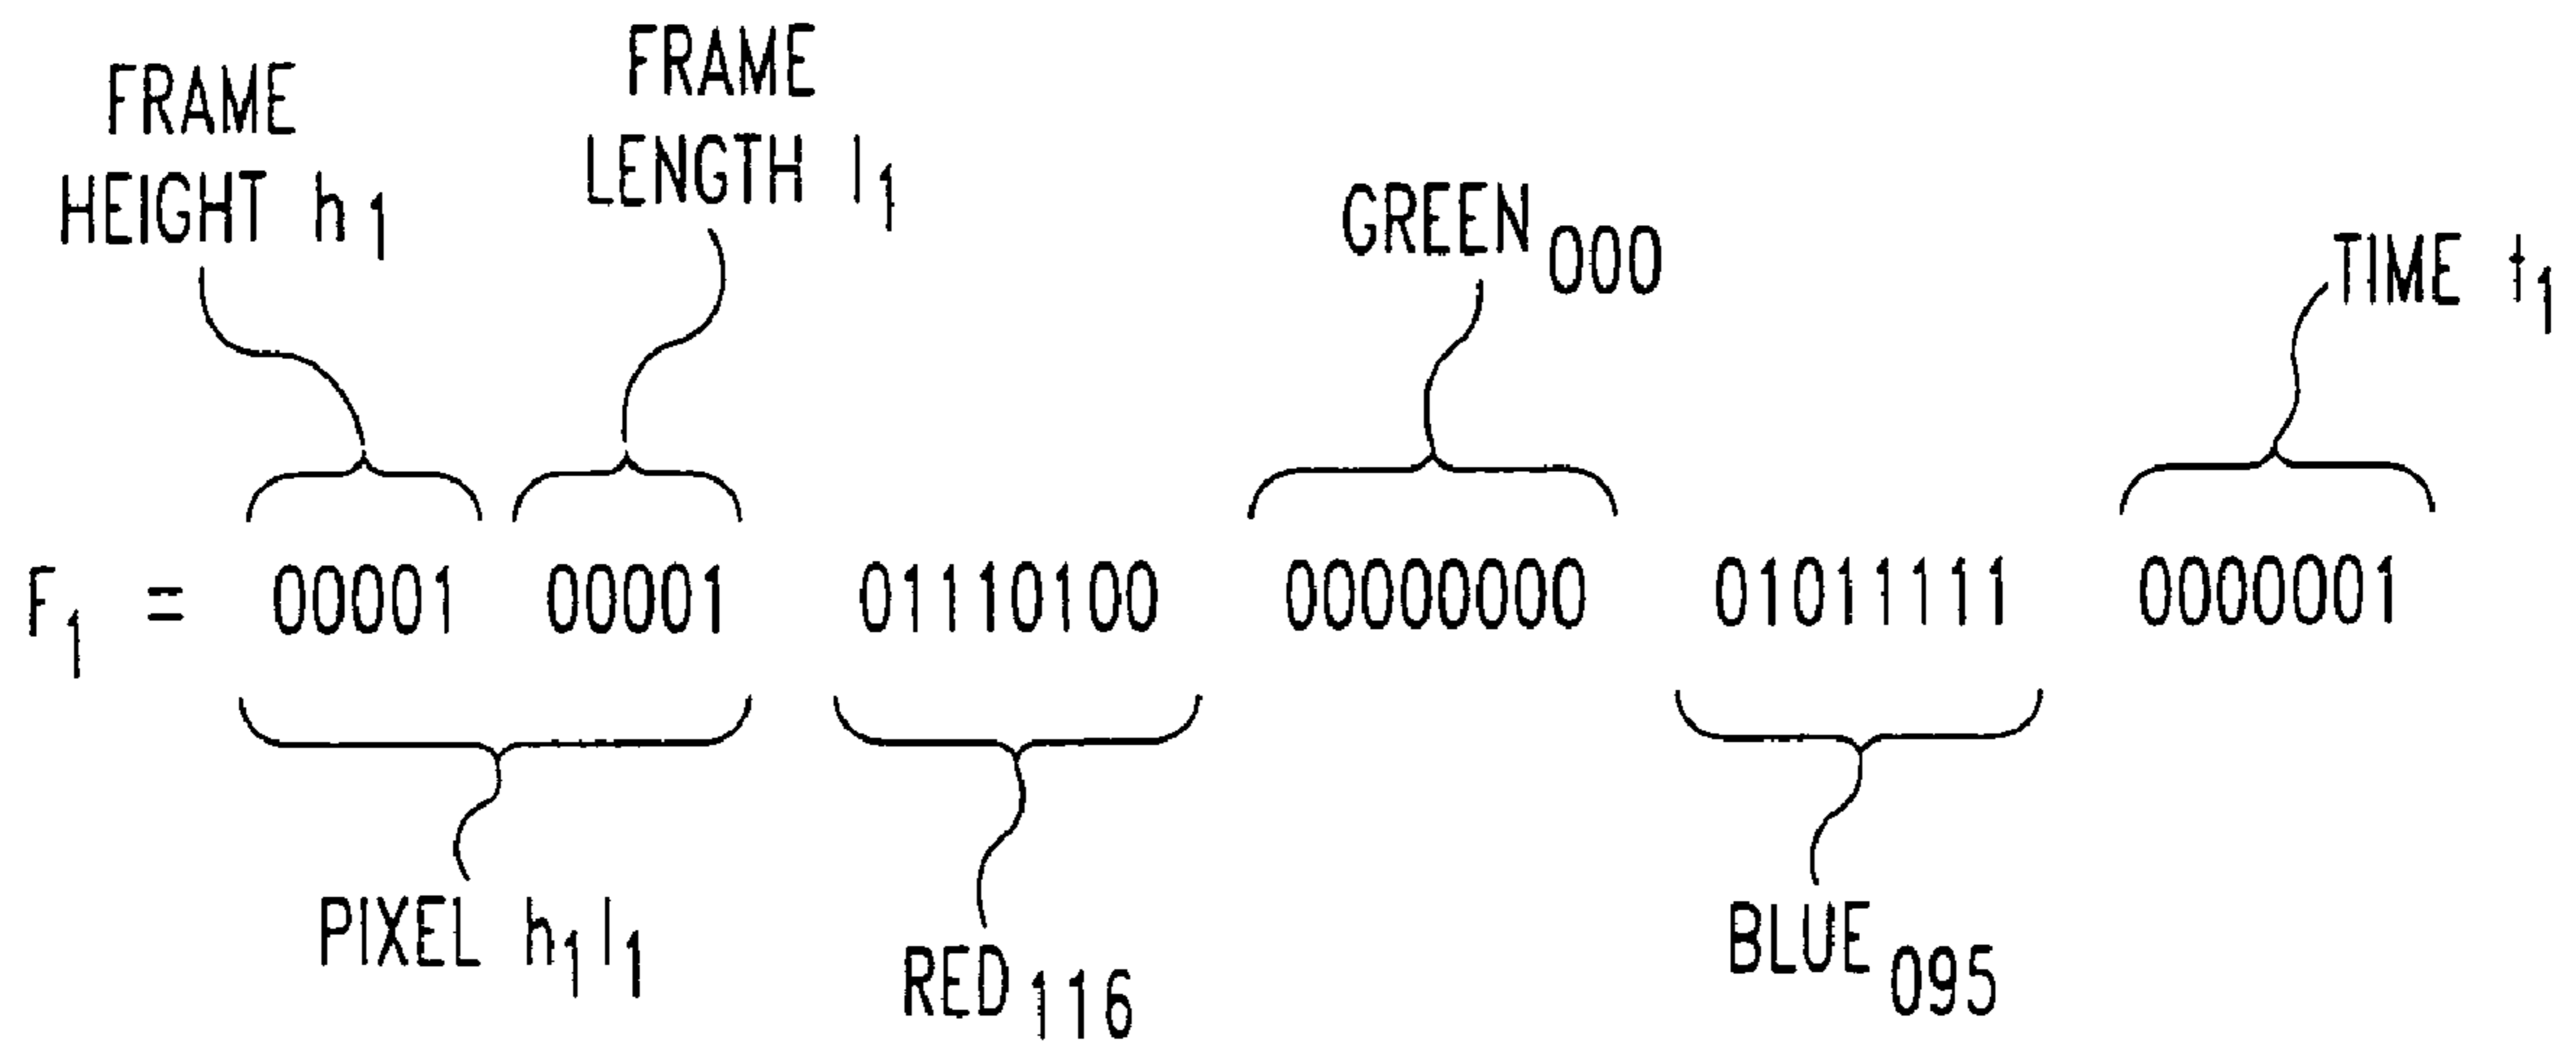 FRAME
HEIGHT h1
FRAME
LENGTH l1
GREEN000
TIME t1
F1 = 00001 00001 01110100 00000000 01011111 0000001
PIXEL h1l1
RED116
BLUE095